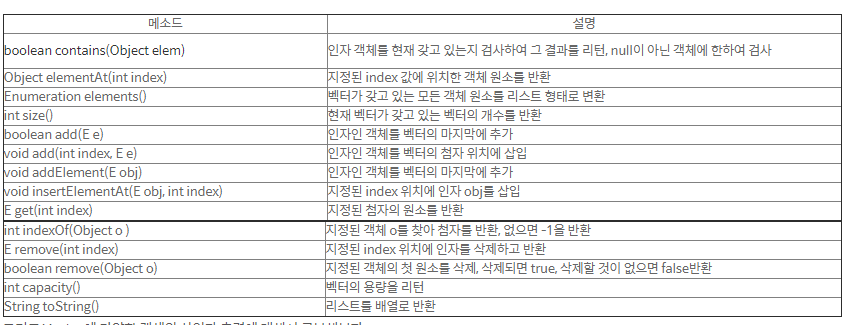 메소드 설명
boolean contains(Object elem) 인자 객체를 현재 갖고 있는지 검사하여 그 결과를 리턴, null이 아닌 객체에 한하여 검사
Object elementAt(int index) 지정된 index 값에 위치한 객체 원소를 반환
Enumeration elements() 벡터가 갖고 있는 모든 객체 원소를 리스트 형태로 변환
int size() 현재 벡터가 갖고 있는 벡터의 개수를 반환
boolean add(E e) 인자인 객체를 벡터의 마지막에 추가
void add(int index, E e) 인자인 객체를 벡터의 첨자 위치에 삽입
void addElement(E obj) 인자인 객체를 벡터의 마지막에 추가
void insertElementAt(E obj, int index) 지정된 index 위치에 인자 obj를 삽입
E get(int index) 지정된 첨자의 원소를 반환
int indexOf(Object o ) 지정된 객체 o를 찾아 첨자를 반환, 없으면 -1을 반환
E remove(int index) 지정된 index 위치에 인자를 삭제하고 반환
boolean remove(Object o) 지정된 객체의 첫 원소를 삭제, 삭제되면 true, 삭제할 것이 없으면 false반환
int capacity() 벡터의 용량을 리턴
String toString() 리스트를 배열로 반환